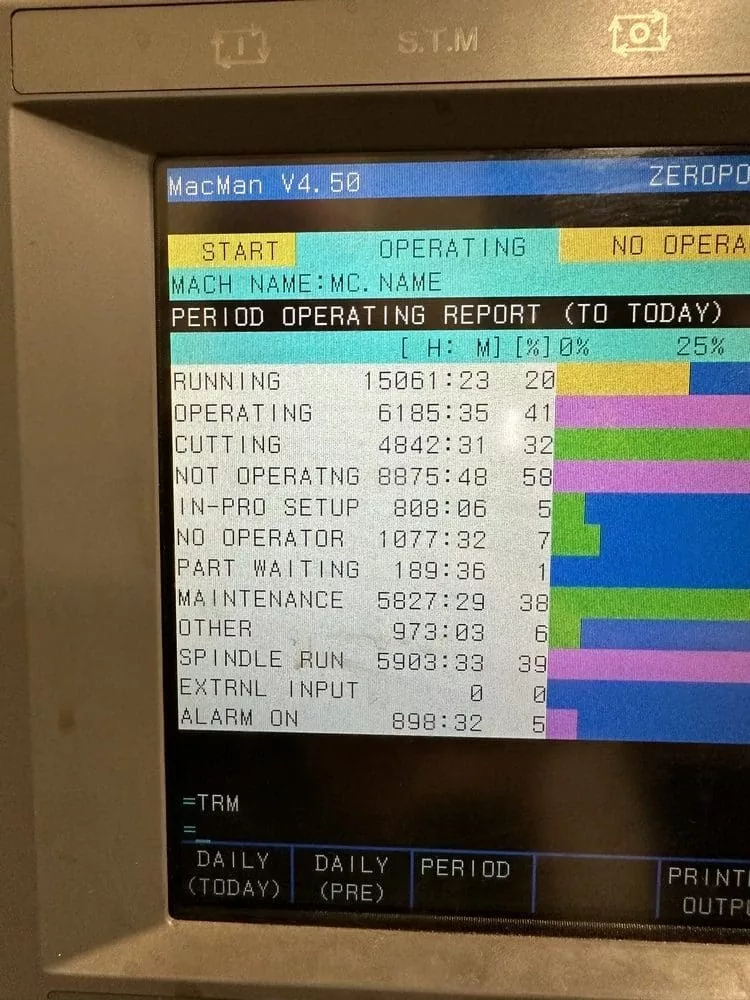 S.T.M
MacMan V4.50 ZEROPO
START OPERATING NO OPERA
MACH NAME:MC.NAME
PERIOD OPERATING REPORT (TO TODAY)
[ H: M] [%] 0% 25%
RUNNING 15061:23 20
OPERATING 6185:35 41
CUTTING 4842:31 32
NOT OPERATNG 8875:48 58
IN-PRO SETUP 808:06 5
NO OPERATOR 1077:32 7
PART WAITING 189:36 1
MAINTENANCE 5827:29 38
OTHER 973:03 6
SPINDLE RUN 5903:33 39
EXTRNL INPUT 0 0
ALARM ON 898:32 5
=TRM
=_
DAILY DAILY PERIOD PRINT
(TODAY) (PRE) OUTPU